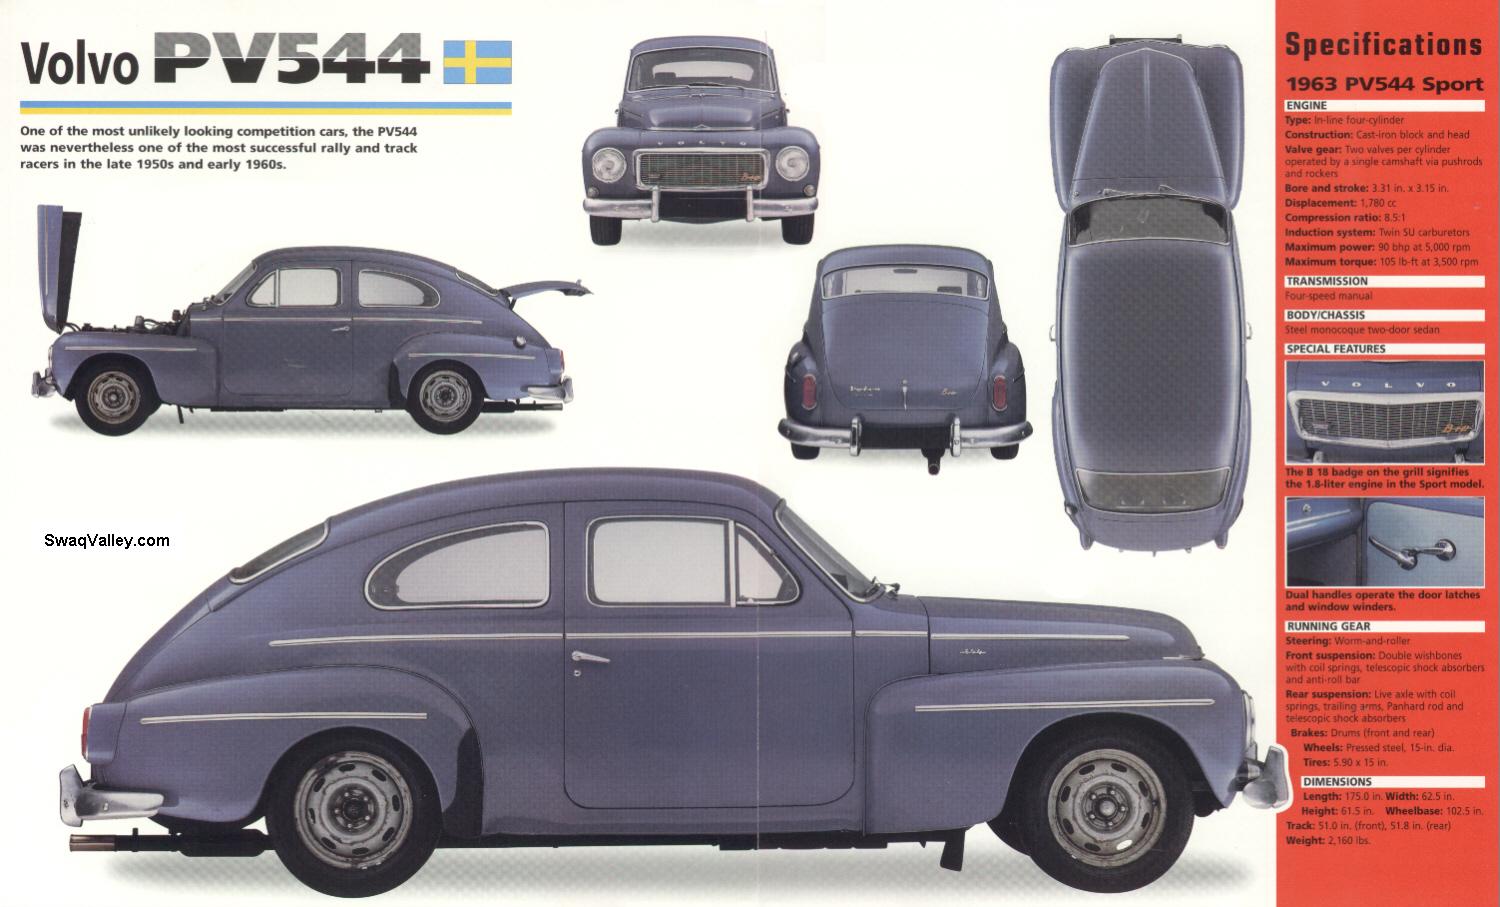 Volvo PV544
One of the most unlikely looking competition cars, the PV544
was nevertheless one of the most successful rally and track
racers in the late 1950s and early 1960s.
VOLVO
SwaqValley.com
Specifications
1963 PV544 Sport
ENGINE
Type: In-line four-cylinder
Construction: Cast-iron block and head
Valve gear: Two valves per cylinder
operated by a single camshaft via pushrods
and rockers
Bore and stroke: 3.31 in. x 3.15 in.
Displacement: 1,780 cc
Compression ratio: 8.5:1
Induction system: Twin SU carburetors
Maximum power: 90 bhp at 5,000 rpm
Maximum torque: 105 lb-ft at 3,500 rpm
TRANSMISSION
Four-speed manual
BODY/CHASSIS
Steel monocoque two-door sedan
SPECIAL FEATURES
VOLVO
The B 18 badge on the grill signifies
the 1.8-liter engine in the Sport model.
Dual handles operate the door latches
and window winders.
RUNNING GEAR
Steering: Worm-and-roller
Front suspension: Double wishbones
with coil springs, telescopic shock absorbers
and anti-roll bar
Rear suspension: Live axle with coil
springs, trailing arms, Panhard rod and
telescopic shock absorbers
Brakes: Drums (front and rear)
Wheels: Pressed steel, 15-in. dia.
Tires: 5.90 x 15 in.
DIMENSIONS
Length: 175.0 in. Width: 62.5 in.
Height: 61.5 in. Wheelbase: 102.5 in.
Track: 51.0 in. (front), 51.8 in. (rear)
Weight: 2,160 lbs.